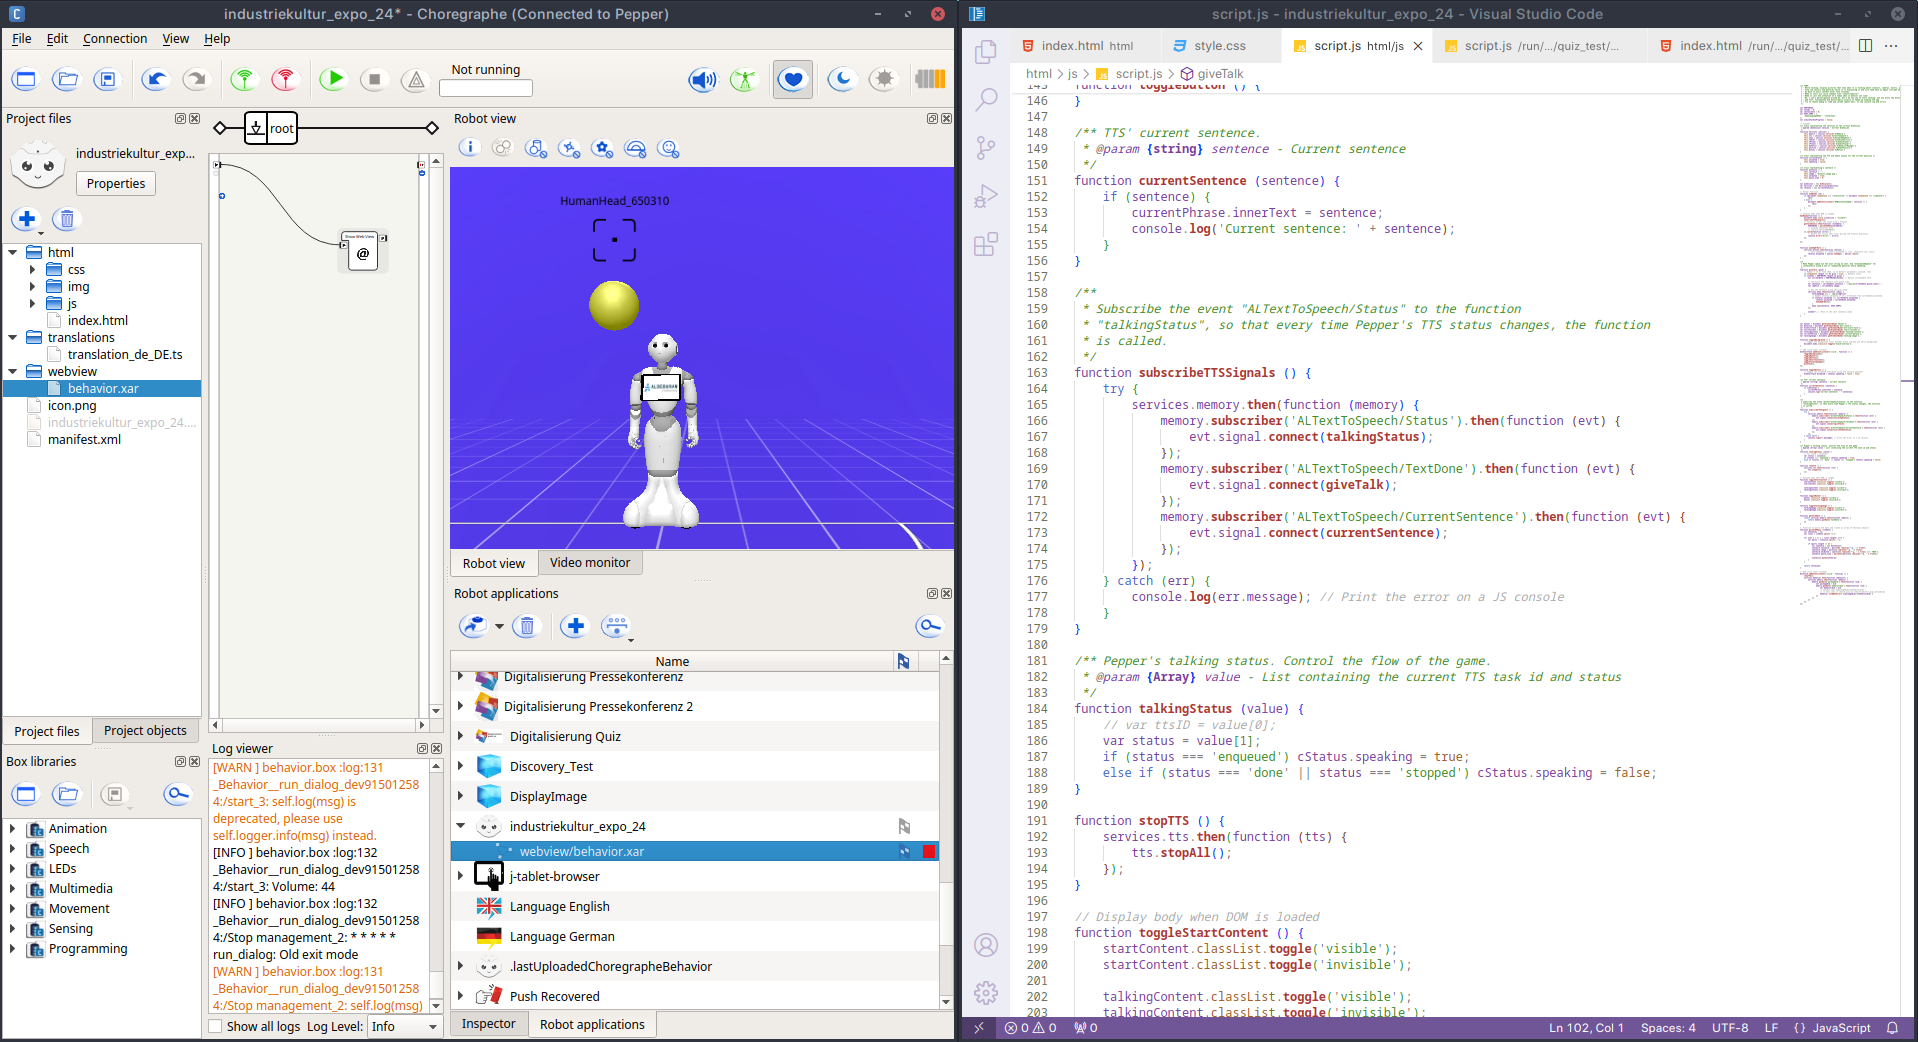 industriekultur_expo_24* - Choregraphe (Connected to Pepper)
File Edit Connection View Help
Not running
Project files
industriekultur_exp...
Properties
html
css
img
js
index.html
translations
translation_de_DE.ts
webview
behavior.xar
icon.png
industriekultur_expo_24....
manifest.xml
Project files
Project objects
Box libraries
Animation
Speech
LEDs
Multimedia
Movement
Sensing
Programming
root
Show Web View
@
Log viewer
[WARN ] behavior.box :log:131
_Behavior__run_dialog_dev91501258
4:/start_3: self.log(msg) is
deprecated, please use
self.logger.info(msg) instead.
[INFO ] behavior.box :log:132
_Behavior__run_dialog_dev91501258
4:/start_3: Volume: 44
[INFO ] behavior.box :log:132
_Behavior__run_dialog_dev91501258
4:/Stop management_2: * * * * *
run_dialog: Old exit mode
[WARN ] behavior.box :log:131
_Behavior__run_dialog_dev91501258
4:/Stop management_2: self.log(msg)
Show all logs Log Level: Info
Robot view
HumanHead_650310
ALDEBARAN
Robot view
Video monitor
Robot applications
Name
Digitalisierung Pressekonferenz
Digitalisierung Pressekonferenz 2
Digitalisierung Quiz
Discovery_Test
DisplayImage
industriekultur_expo_24
webview/behavior.xar
j-tablet-browser
Language English
Language German
.lastUploadedChoregrapheBehavior
Push Recovered
Inspector
Robot applications
script.js - industriekultur_expo_24 - Visual Studio Code
index.html html
style.css
script.js html/js
script.js /run/.../quiz_test/...
index.html /run/.../quiz_test/...
html > js > script.js > giveTalk
145 function toggleButton () {
146 }
147
148 /** TTS' current sentence.
149 * @param {string} sentence - Current sentence
150 */
151 function currentSentence (sentence) {
152 if (sentence) {
153 currentPhrase.innerText = sentence;
154 console.log('Current sentence: ' + sentence);
155 }
156 }
157
158 /**
159 * Subscribe the event "ALTextToSpeech/Status" to the function
160 * "talkingStatus", so that every time Pepper's TTS status changes, the function
161 * is called.
162 */
163 function subscribeTTSSignals () {
164 try {
165 services.memory.then(function (memory) {
166 memory.subscriber('ALTextToSpeech/Status').then(function (evt) {
167 evt.signal.connect(talkingStatus);
168 });
169 memory.subscriber('ALTextToSpeech/TextDone').then(function (evt) {
170 evt.signal.connect(giveTalk);
171 });
172 memory.subscriber('ALTextToSpeech/CurrentSentence').then(function (evt) {
173 evt.signal.connect(currentSentence);
174 });
175 });
176 } catch (err) {
177 console.log(err.message); // Print the error on a JS console
178 }
179 }
180
181 /** Pepper's talking status. Control the flow of the game.
182 * @param {Array} value - List containing the current TTS task id and status
183 */
184 function talkingStatus (value) {
185 // var ttsID = value[0];
186 var status = value[1];
187 if (status === 'enqueued') cStatus.speaking = true;
188 else if (status === 'done' || status === 'stopped') cStatus.speaking = false;
189 }
190
191 function stopTTS () {
192 services.tts.then(function (tts) {
193 tts.stopAll();
194 });
195 }
196
197 // Display body when DOM is loaded
198 function toggleStartContent () {
199 startContent.classList.toggle('visible');
200 startContent.classList.toggle('invisible');
201
202 talkingContent.classList.toggle('visible');
203 talkingContent.classList.toggle('invisible');
0 0 0
Ln 102, Col 1 Spaces: 4 UTF-8 LF {} JavaScript